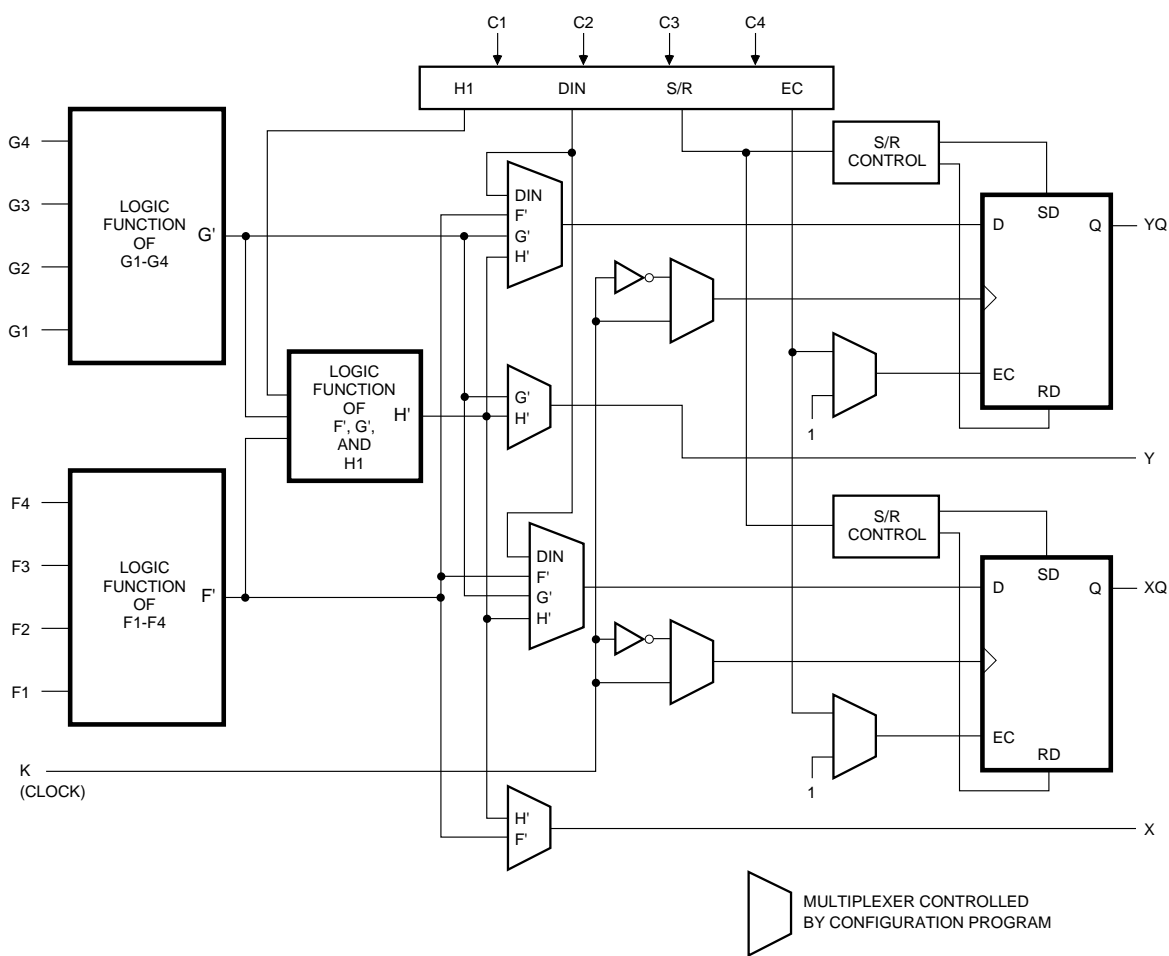 C1 C2 C3 C4
H1 DIN S/R EC
G4
G3
G2
G1
LOGIC
FUNCTION
OF
G1-G4
G'
DIN
F'
G'
H'
S/R
CONTROL
D
SD
Q
EC
RD
YQ
1
LOGIC
FUNCTION
OF
F', G',
AND
H1
H'
G'
H'
Y
F4
F3
F2
F1
LOGIC
FUNCTION
OF
F1-F4
F'
DIN
F'
G'
H'
S/R
CONTROL
D
SD
Q
EC
RD
XQ
1
K
(CLOCK)
H'
F'
X
MULTIPLEXER CONTROLLED
BY CONFIGURATION PROGRAM